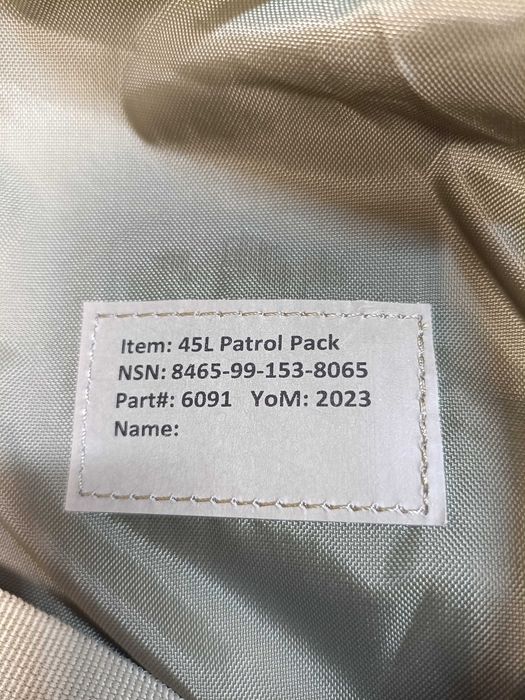 Item: 45L Patrol Pack
NSN: 8465-99-153-8065
Part#: 6091 YoM: 2023
Name: